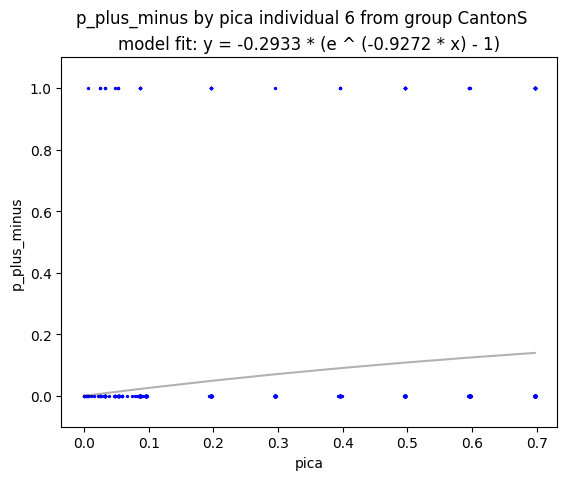 p_plus_minus by pica individual 6 from group CantonS
model fit: y = -0.2933 * (e ^ (-0.9272 * x) - 1)
1.0
0.8
0.6
0.4
0.2
0.0
p_plus_minus
0.0 0.1 0.2 0.3 0.4 0.5 0.6 0.7
pica